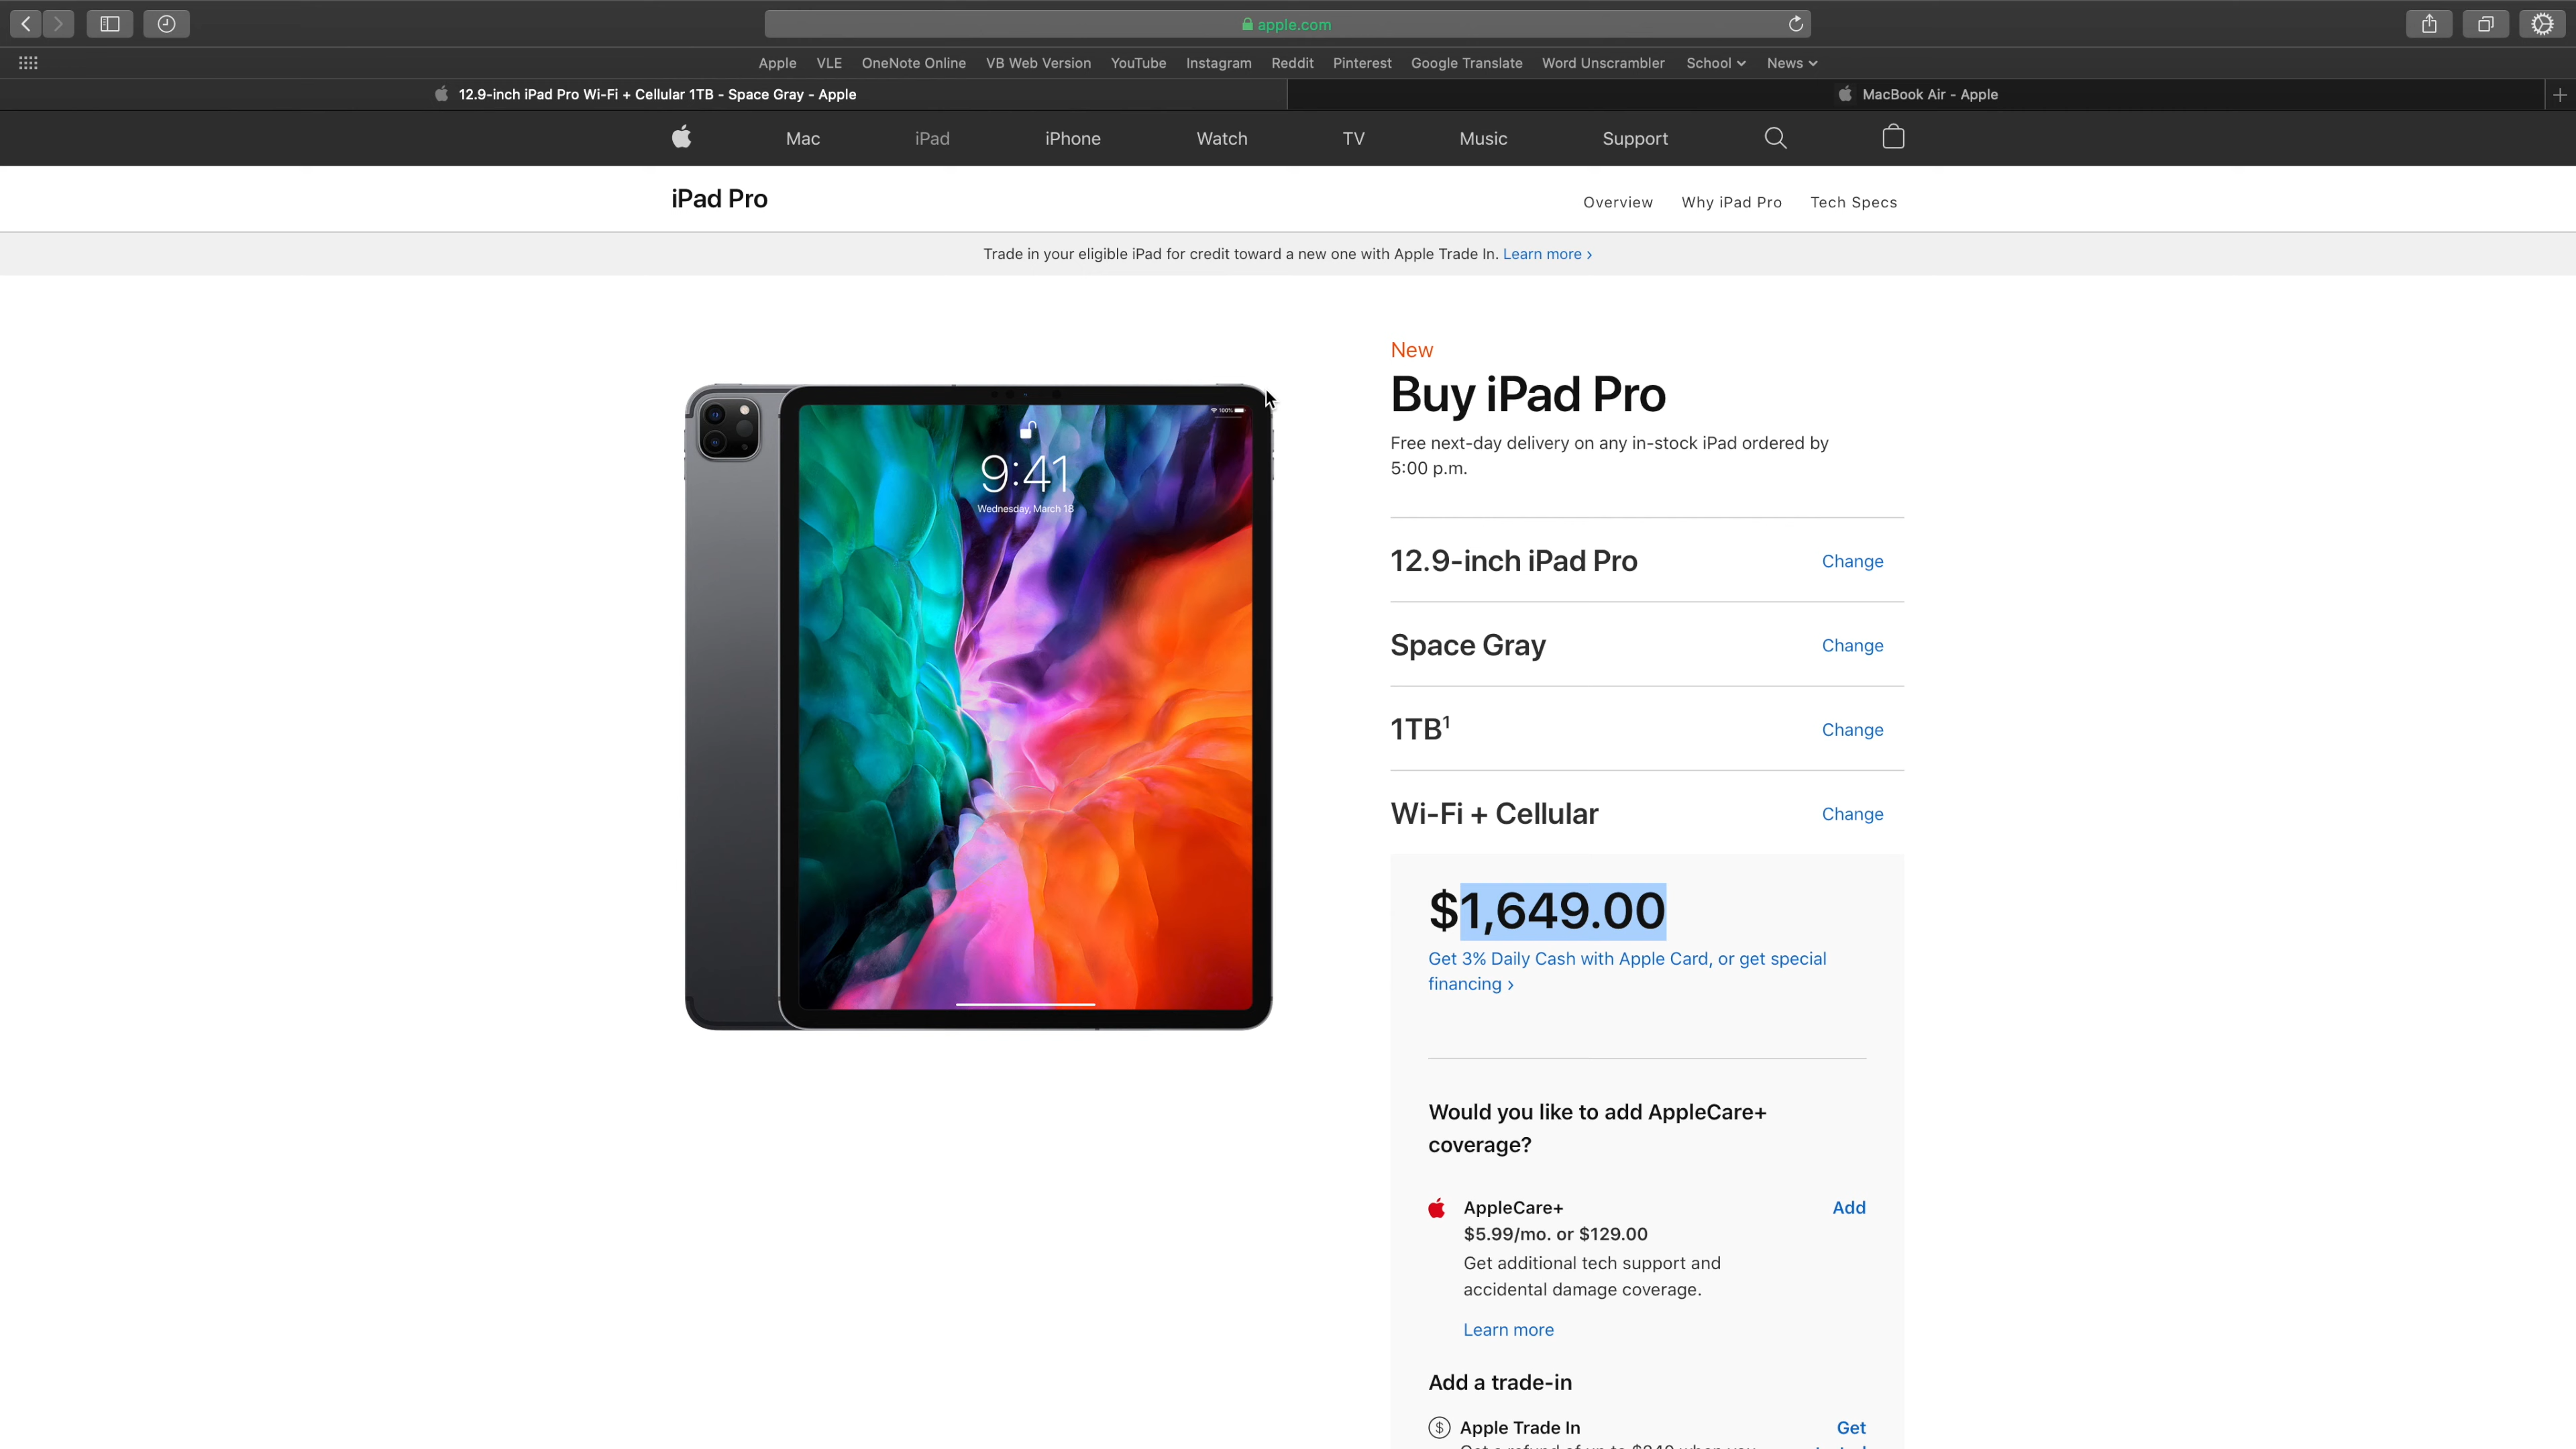 apple.com
Apple VLE OneNote Online VB Web Version YouTube Instagram Reddit Pinterest Google Translate Word Unscrambler School News
12.9-inch iPad Pro Wi-Fi + Cellular 1TB - Space Gray - Apple
MacBook Air - Apple
Mac iPad iPhone Watch TV Music Support
iPad Pro
Overview Why iPad Pro Tech Specs
Trade in your eligible iPad for credit toward a new one with Apple Trade In. Learn more >
100%
9:41
Wednesday, March 18
New
Buy iPad Pro
Free next-day delivery on any in-stock iPad ordered by
5:00 p.m.
12.9-inch iPad Pro Change
Space Gray Change
1TB¹ Change
Wi-Fi + Cellular Change
$1,649.00
Get 3% Daily Cash with Apple Card, or get special
financing >
Would you like to add AppleCare+
coverage?
AppleCare+ Add
$5.99/mo. or $129.00
Get additional tech support and
accidental damage coverage.
Learn more
Add a trade-in
$ Apple Trade In Get